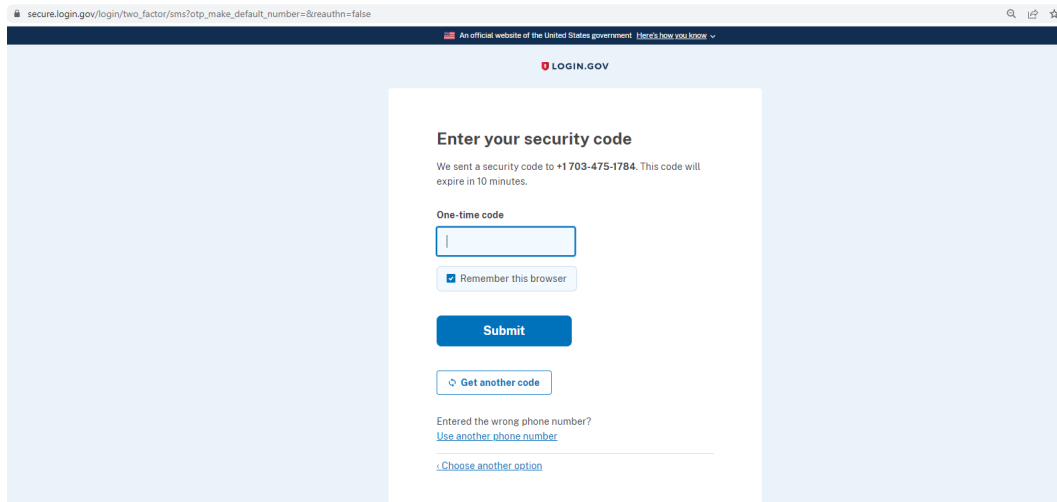 secure.login.gov/login/two_factor/sms?otp_make_default_number=&reauthn=false
An official website of the United States government Here's how you know
LOGIN.GOV
Enter your security code
We sent a security code to +1 703-475-1784. This code will
expire in 10 minutes.
One-time code
Remember this browser
Submit
Get another code
Entered the wrong phone number?
Use another phone number
‹ Choose another option